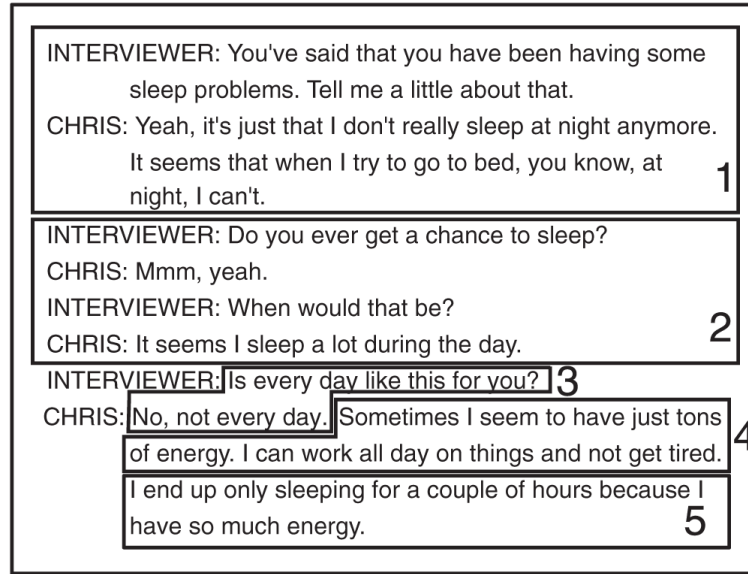 INTERVIEWER: You've said that you have been having some
sleep problems. Tell me a little about that.
CHRIS: Yeah, it's just that I don't really sleep at night anymore.
It seems that when I try to go to bed, you know, at
night, I can't.
1
INTERVIEWER: Do you ever get a chance to sleep?
CHRIS: Mmm, yeah.
INTERVIEWER: When would that be?
CHRIS: It seems I sleep a lot during the day.
2
INTERVIEWER: Is every day like this for you? 3
CHRIS: No, not every day. Sometimes I seem to have just tons
of energy. I can work all day on things and not get tired.
4
I end up only sleeping for a couple of hours because I
have so much energy.
5